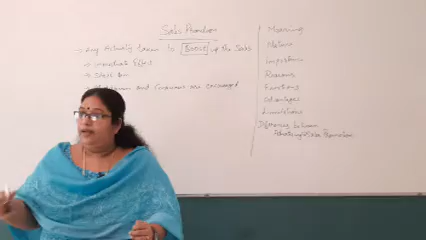 Sales Promotion
→ Any Activity taken to Boost up the Sales
→ Immediate Effect
→ Short term
and Consumers are encouraged
Meaning
Nature
Importance
Reasons
Functions
Advantages
Limitations
Difference between
Advertising & Sales Promotion